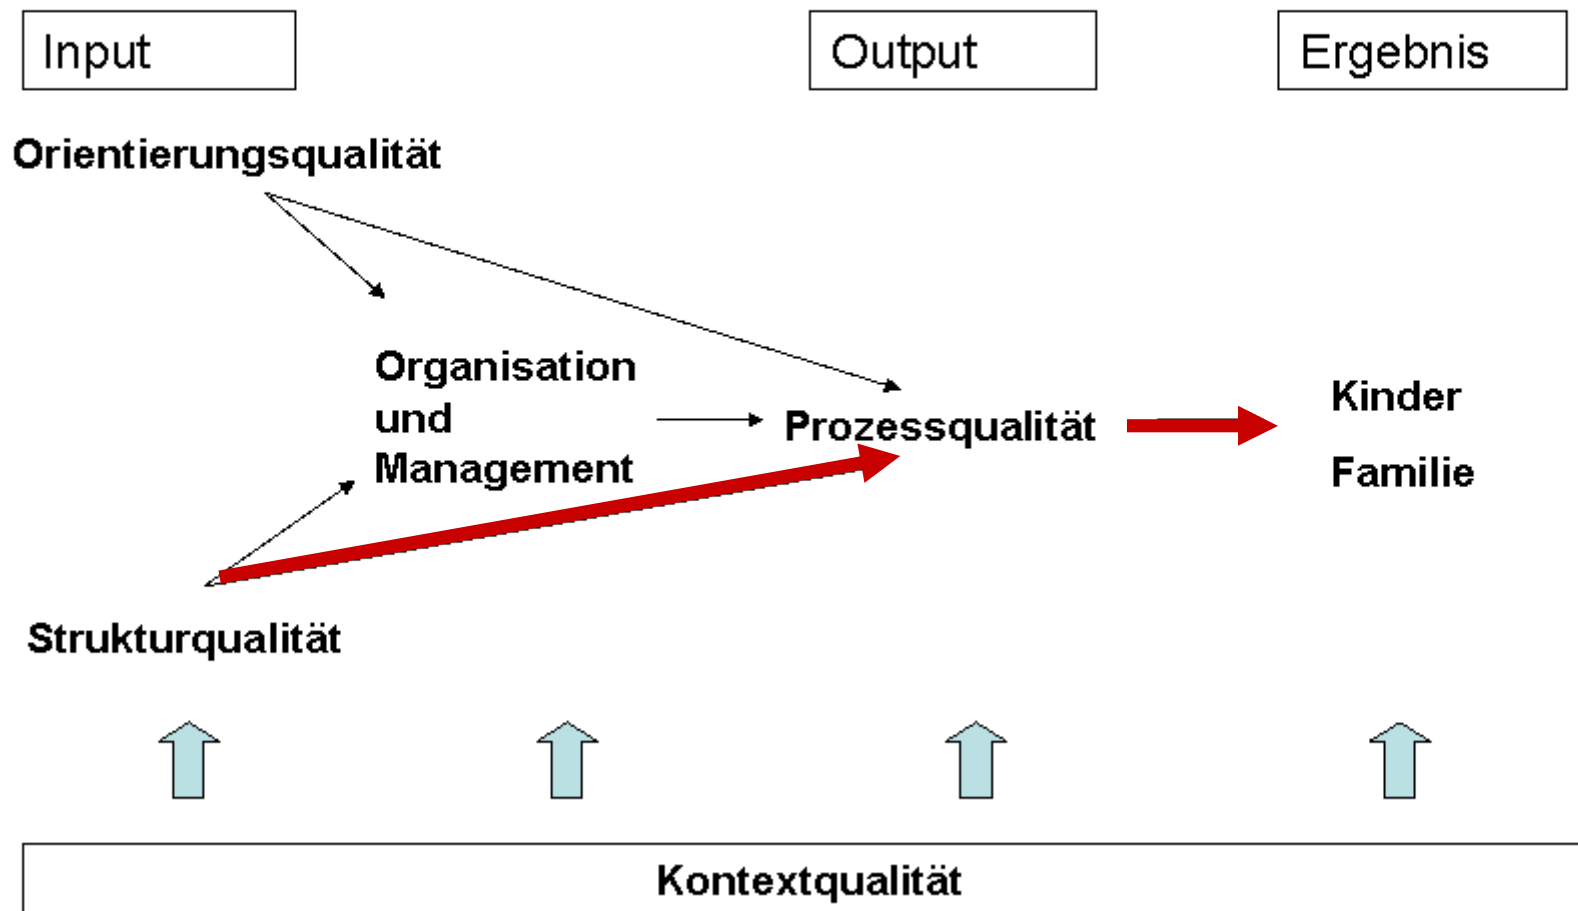 Input
Output
Ergebnis
Orientierungsqualität
Organisation
und
Management
Prozessqualität
Kinder
Familie
Strukturqualität
Kontextqualität